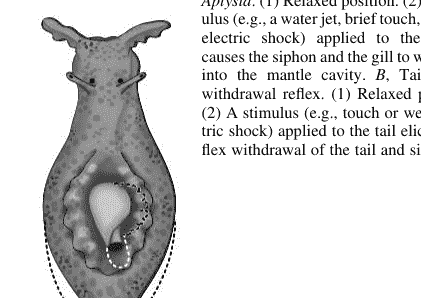 Aplysia. (1) Relaxed position. (2)
ulus (e.g., a water jet, brief touch,
electric shock) applied to the
causes the siphon and the gill to w
into the mantle cavity. B, Tai
withdrawal reflex. (1) Relaxed p
(2) A stimulus (e.g., touch or we
tric shock) applied to the tail elic
flex withdrawal of the tail and si